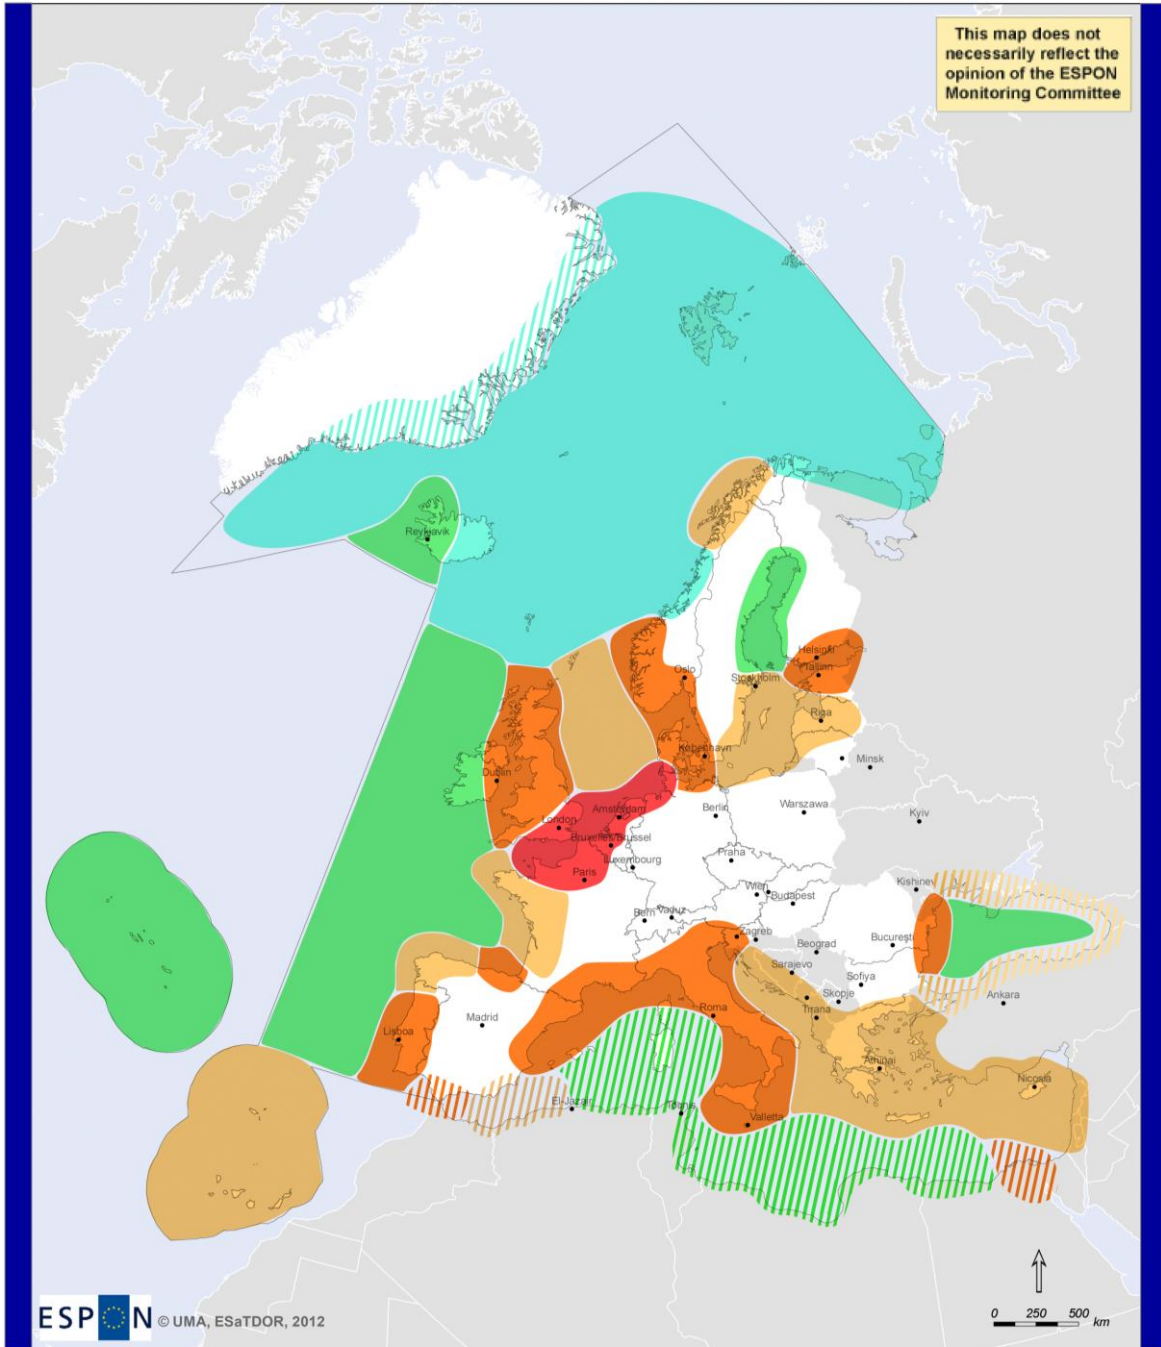 This map does not
necessarily reflect the
opinion of the ESPON
Monitoring Committee
Reykjavik
Helsinki
Tallinn
Oslo
Stockholm
Riga
København
Minsk
Dublin
Amsterdam
Berlin
Warszawa
London
Kyiv
Bruxelles/Brussel
Luxembourg
Praha
Paris
Kishinev
Wien
Budapest
Bern
Vaduz
Zagreb
Bucureşti
Beograd
Sarajevo
Sofiya
Skopje
Ankara
Roma
Madrid
Tirana
Lisboa
Athinai
Nicosia
El-Jazair
Tounis
Valletta
ESPON © UMA, ESaTDOR, 2012
0 250 500
km